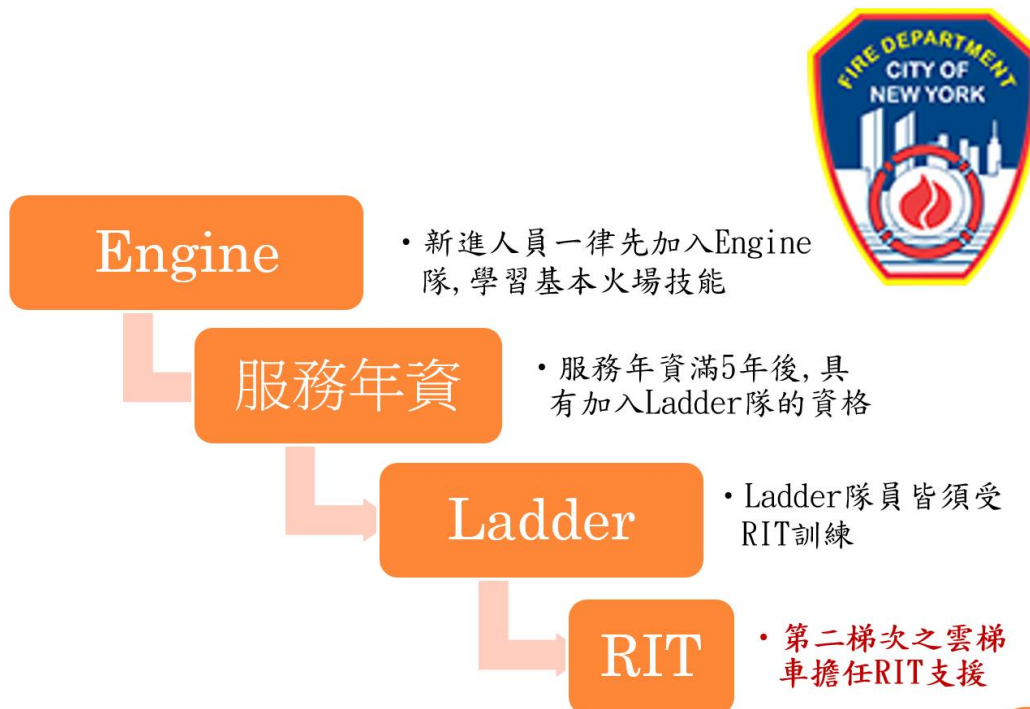 FIRE DEPARTMENT
CITY OF
NEW YORK
Engine
・新進人員一律先加入Engine
隊,學習基本火場技能
服務年資
・服務年資滿5年後,具
有加入Ladder隊的資格
Ladder
・Ladder隊員皆須受
RIT訓練
RIT
・第二梯次之雲梯
車擔任RIT支援